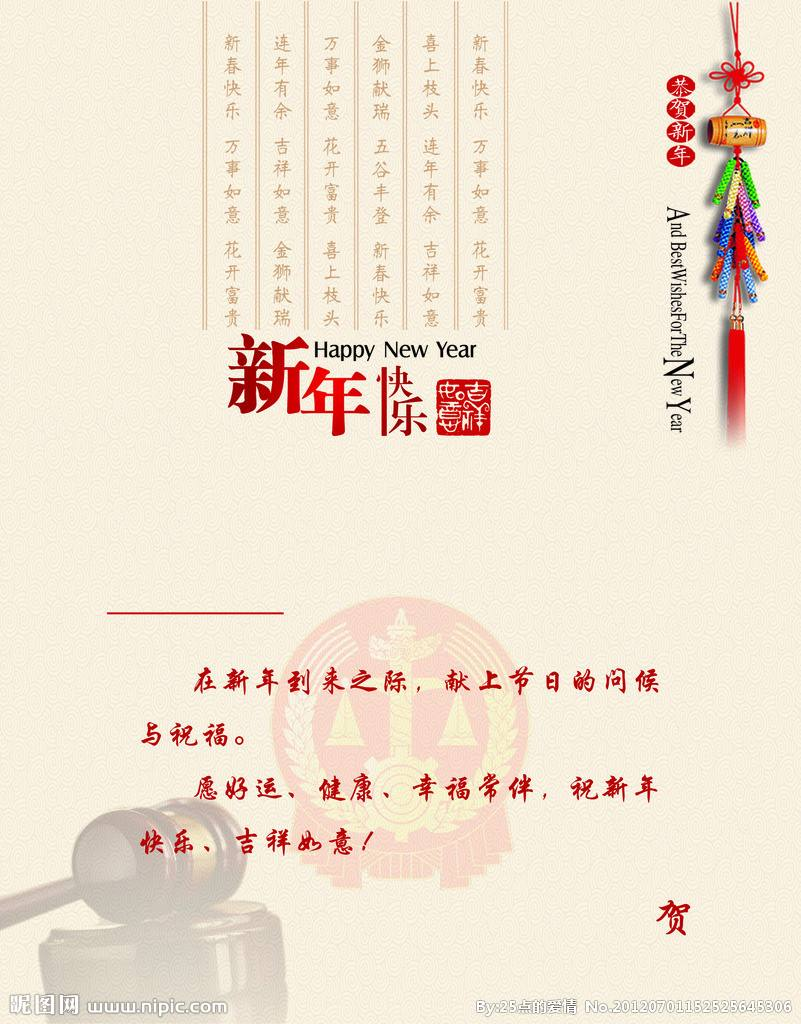 新春快乐 万事如意 花开富贵
连年有余 吉祥如意 金狮献瑞
万事如意 花开富贵 喜上枝头
金狮献瑞 五谷丰登 新春快乐
喜上枝头 连年有余 吉祥如意
新春快乐 万事如意 花开富贵
恭贺新年
And BestWishesForThe New Year
Happy New Year
新年快乐
吉祥如意
在新年到来之际，献上节日的问候
与祝福。
愿好运、健康、幸福常伴，祝新年
快乐、吉祥如意！
贺
昵图网 www.nipic.com
By:25点的爱情 No.20120701152525645306